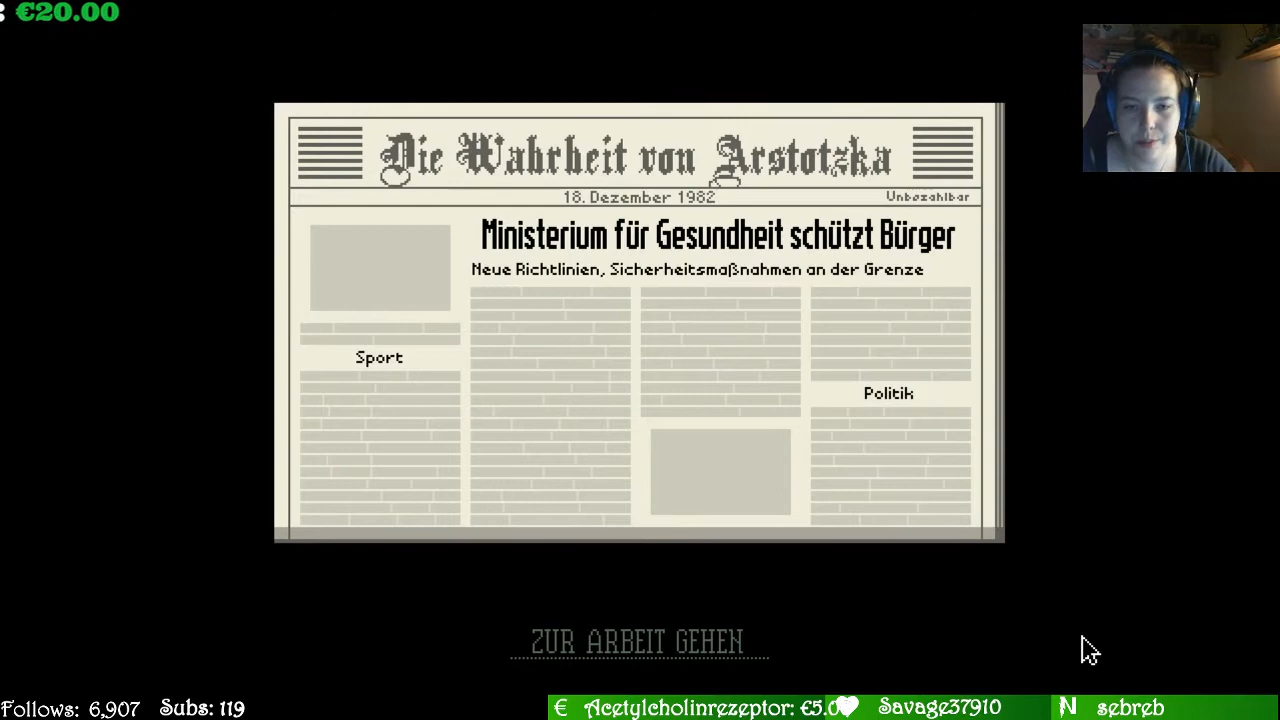 €20.00
Die Wahrheit von Arstotzka
18. Dezember 1982
Unbezahlbar
Ministerium für Gesundheit schützt Bürger
Neue Richtlinien, Sicherheitsmaßnahmen an der Grenze
Sport
Politik
ZUR ARBEIT GEHEN
Follows: 6,907 Subs: 119
€ Acetylcholinrezeptor: €5.0 Savage37910 N sebreb